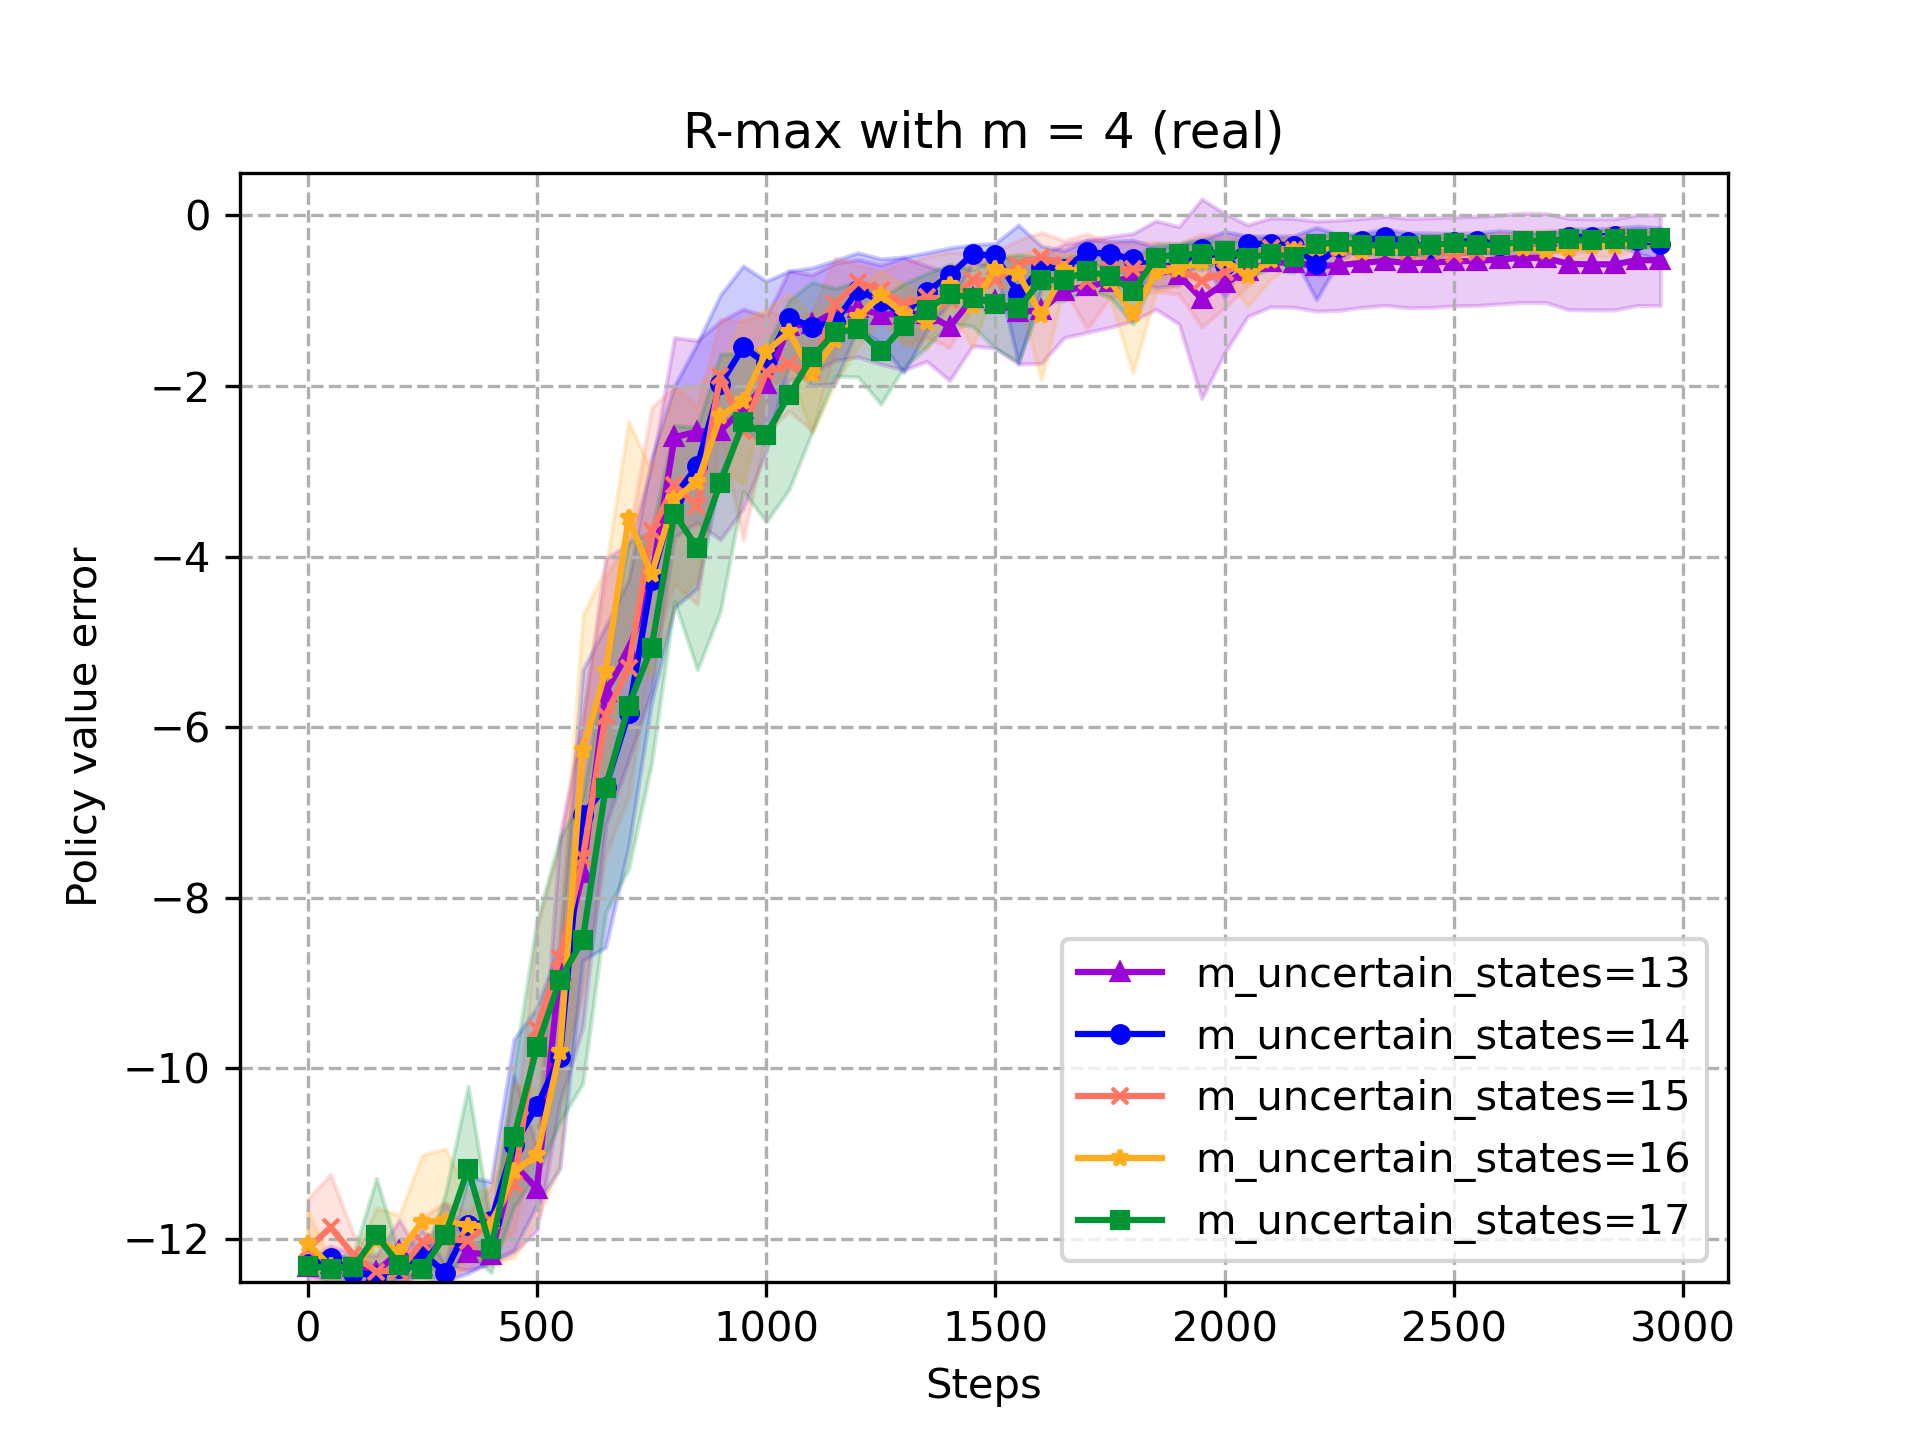 R-max with m = 4 (real)
Policy value error
0
−2
−4
−6
−8
−10
−12
m_uncertain_states=13
m_uncertain_states=14
m_uncertain_states=15
m_uncertain_states=16
m_uncertain_states=17
0 500 1000 1500 2000 2500 3000
Steps